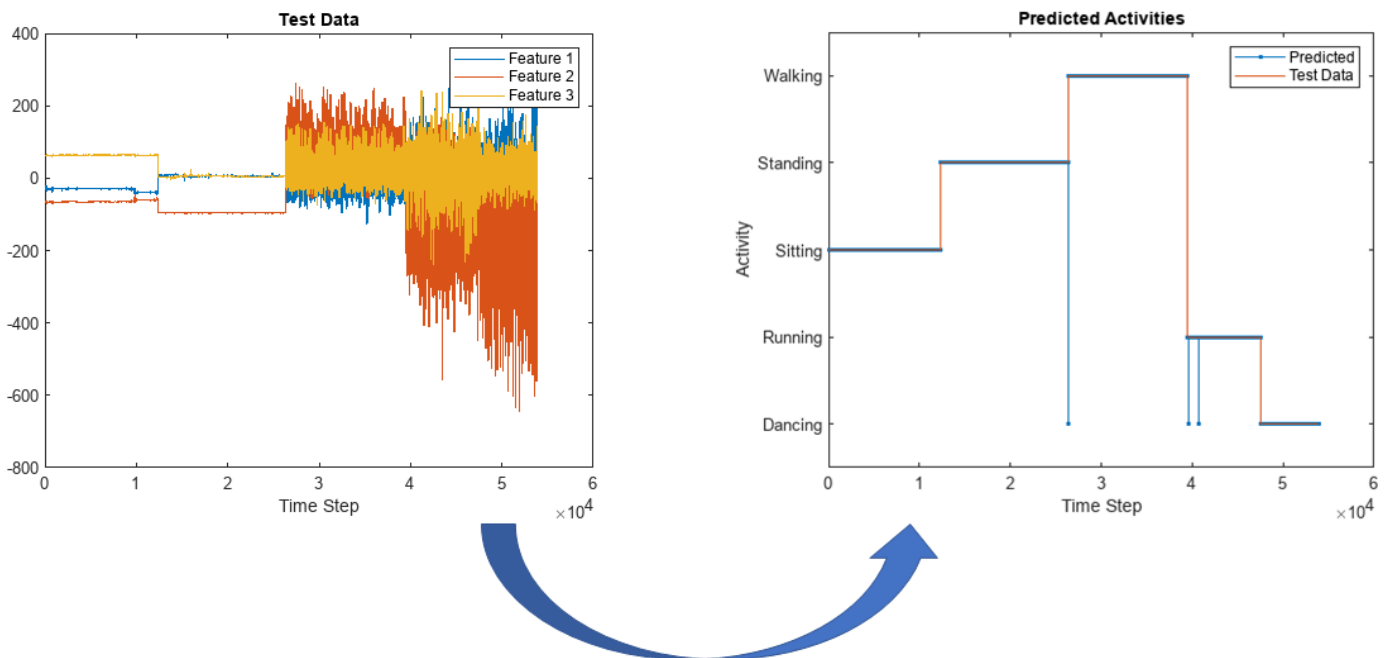 Test Data
400
200
0
-200
-400
-600
-800
0 1 2 3 4 5 6
Time Step
×10^4
Feature 1
Feature 2
Feature 3
Predicted Activities
Activity
Walking
Standing
Sitting
Running
Dancing
0 1 2 3 4 5 6
Time Step
×10^4
Predicted
Test Data